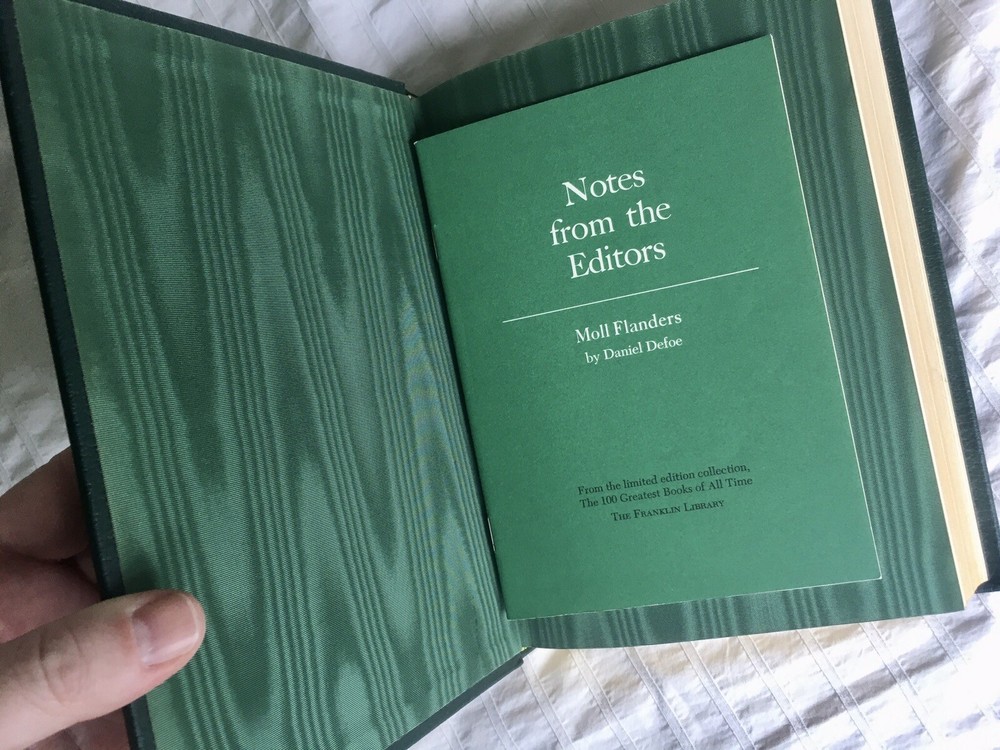 Notes
from the
Editors
Moll Flanders
by Daniel Defoe
From the limited edition collection,
The 100 Greatest Books of All Time
The Franklin Library